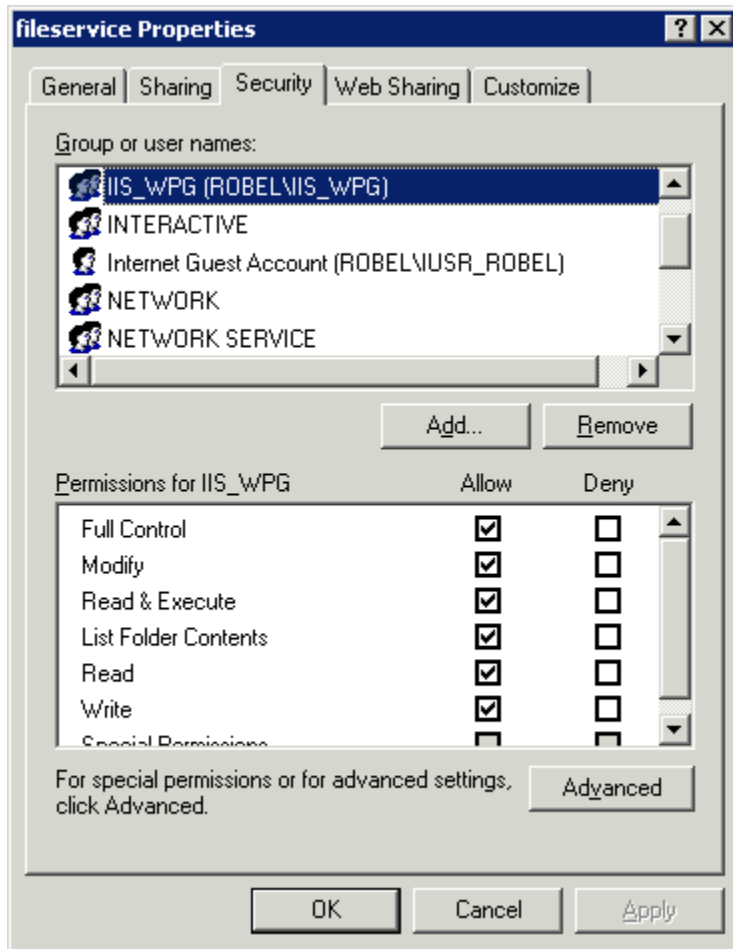 fileservice Properties
General Sharing Security Web Sharing Customize
Group or user names:
IIS_WPG (ROBEL\IIS_WPG)
INTERACTIVE
Internet Guest Account (ROBEL\IUSR_ROBEL)
NETWORK
NETWORK SERVICE
Add... Remove
Permissions for IIS_WPG Allow Deny
Full Control
Modify
Read & Execute
List Folder Contents
Read
Write
Special Permissions
For special permissions or for advanced settings, click Advanced.
Advanced
OK Cancel Apply